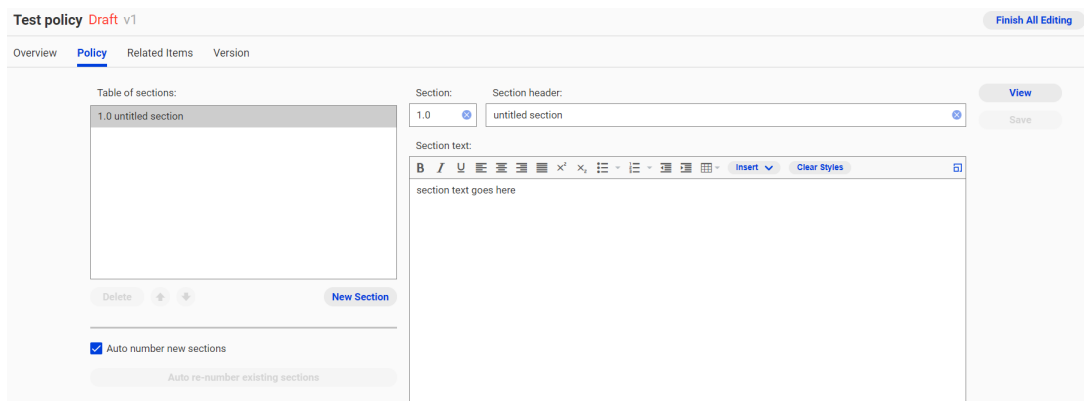 Test policy Draft v1
Finish All Editing
Overview Policy Related Items Version
Table of sections:
1.0 untitled section
Delete
New Section
Auto number new sections
Auto re-number existing sections
Section: Section header:
1.0 untitled section
Section text:
B I U x² x₂ Insert Clear Styles
section text goes here
View
Save